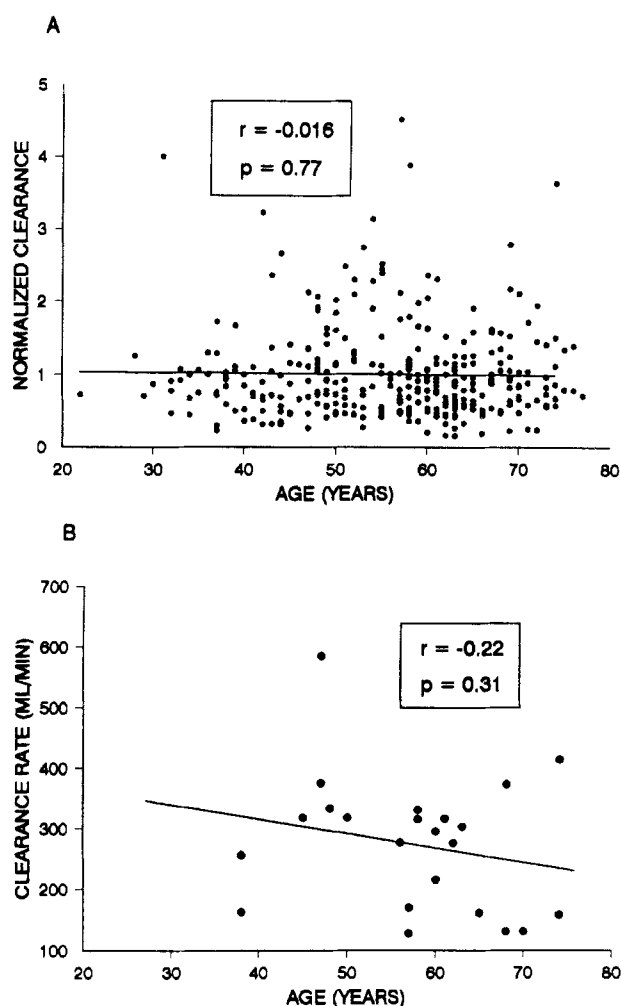 A
NORMALIZED CLEARANCE
5
4
3
2
1
0
r = -0.016
p = 0.77
20 30 40 50 60 70 80
AGE (YEARS)
B
CLEARANCE RATE (ML/MIN)
700
600
500
400
300
200
100
r = -0.22
p = 0.31
20 30 40 50 60 70 80
AGE (YEARS)